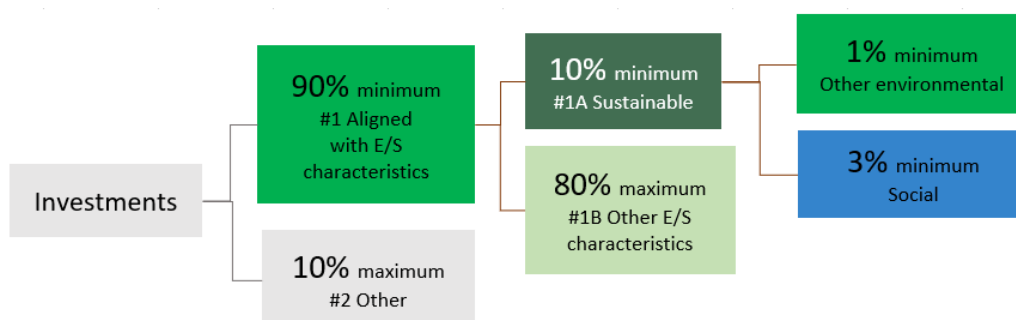 Investments
90% minimum
#1 Aligned
with E/S
characteristics
10% maximum
#2 Other
10% minimum
#1A Sustainable
80% maximum
#1B Other E/S
characteristics
1% minimum
Other environmental
3% minimum
Social